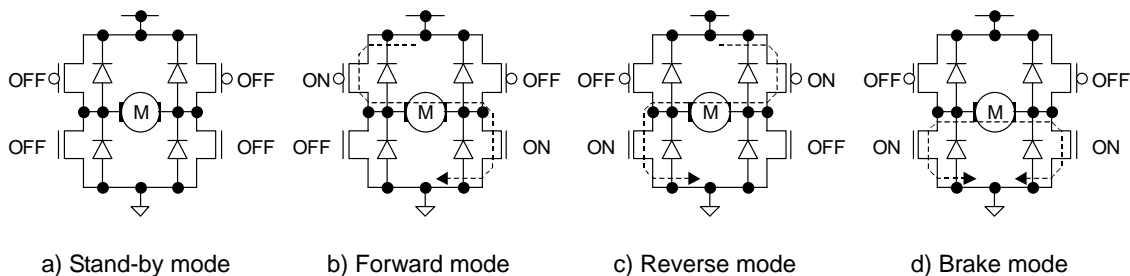 OFF OFF
M
OFF OFF
a) Stand-by mode
ON OFF
M
OFF ON
b) Forward mode
OFF ON
M
ON OFF
c) Reverse mode
OFF OFF
M
ON ON
d) Brake mode